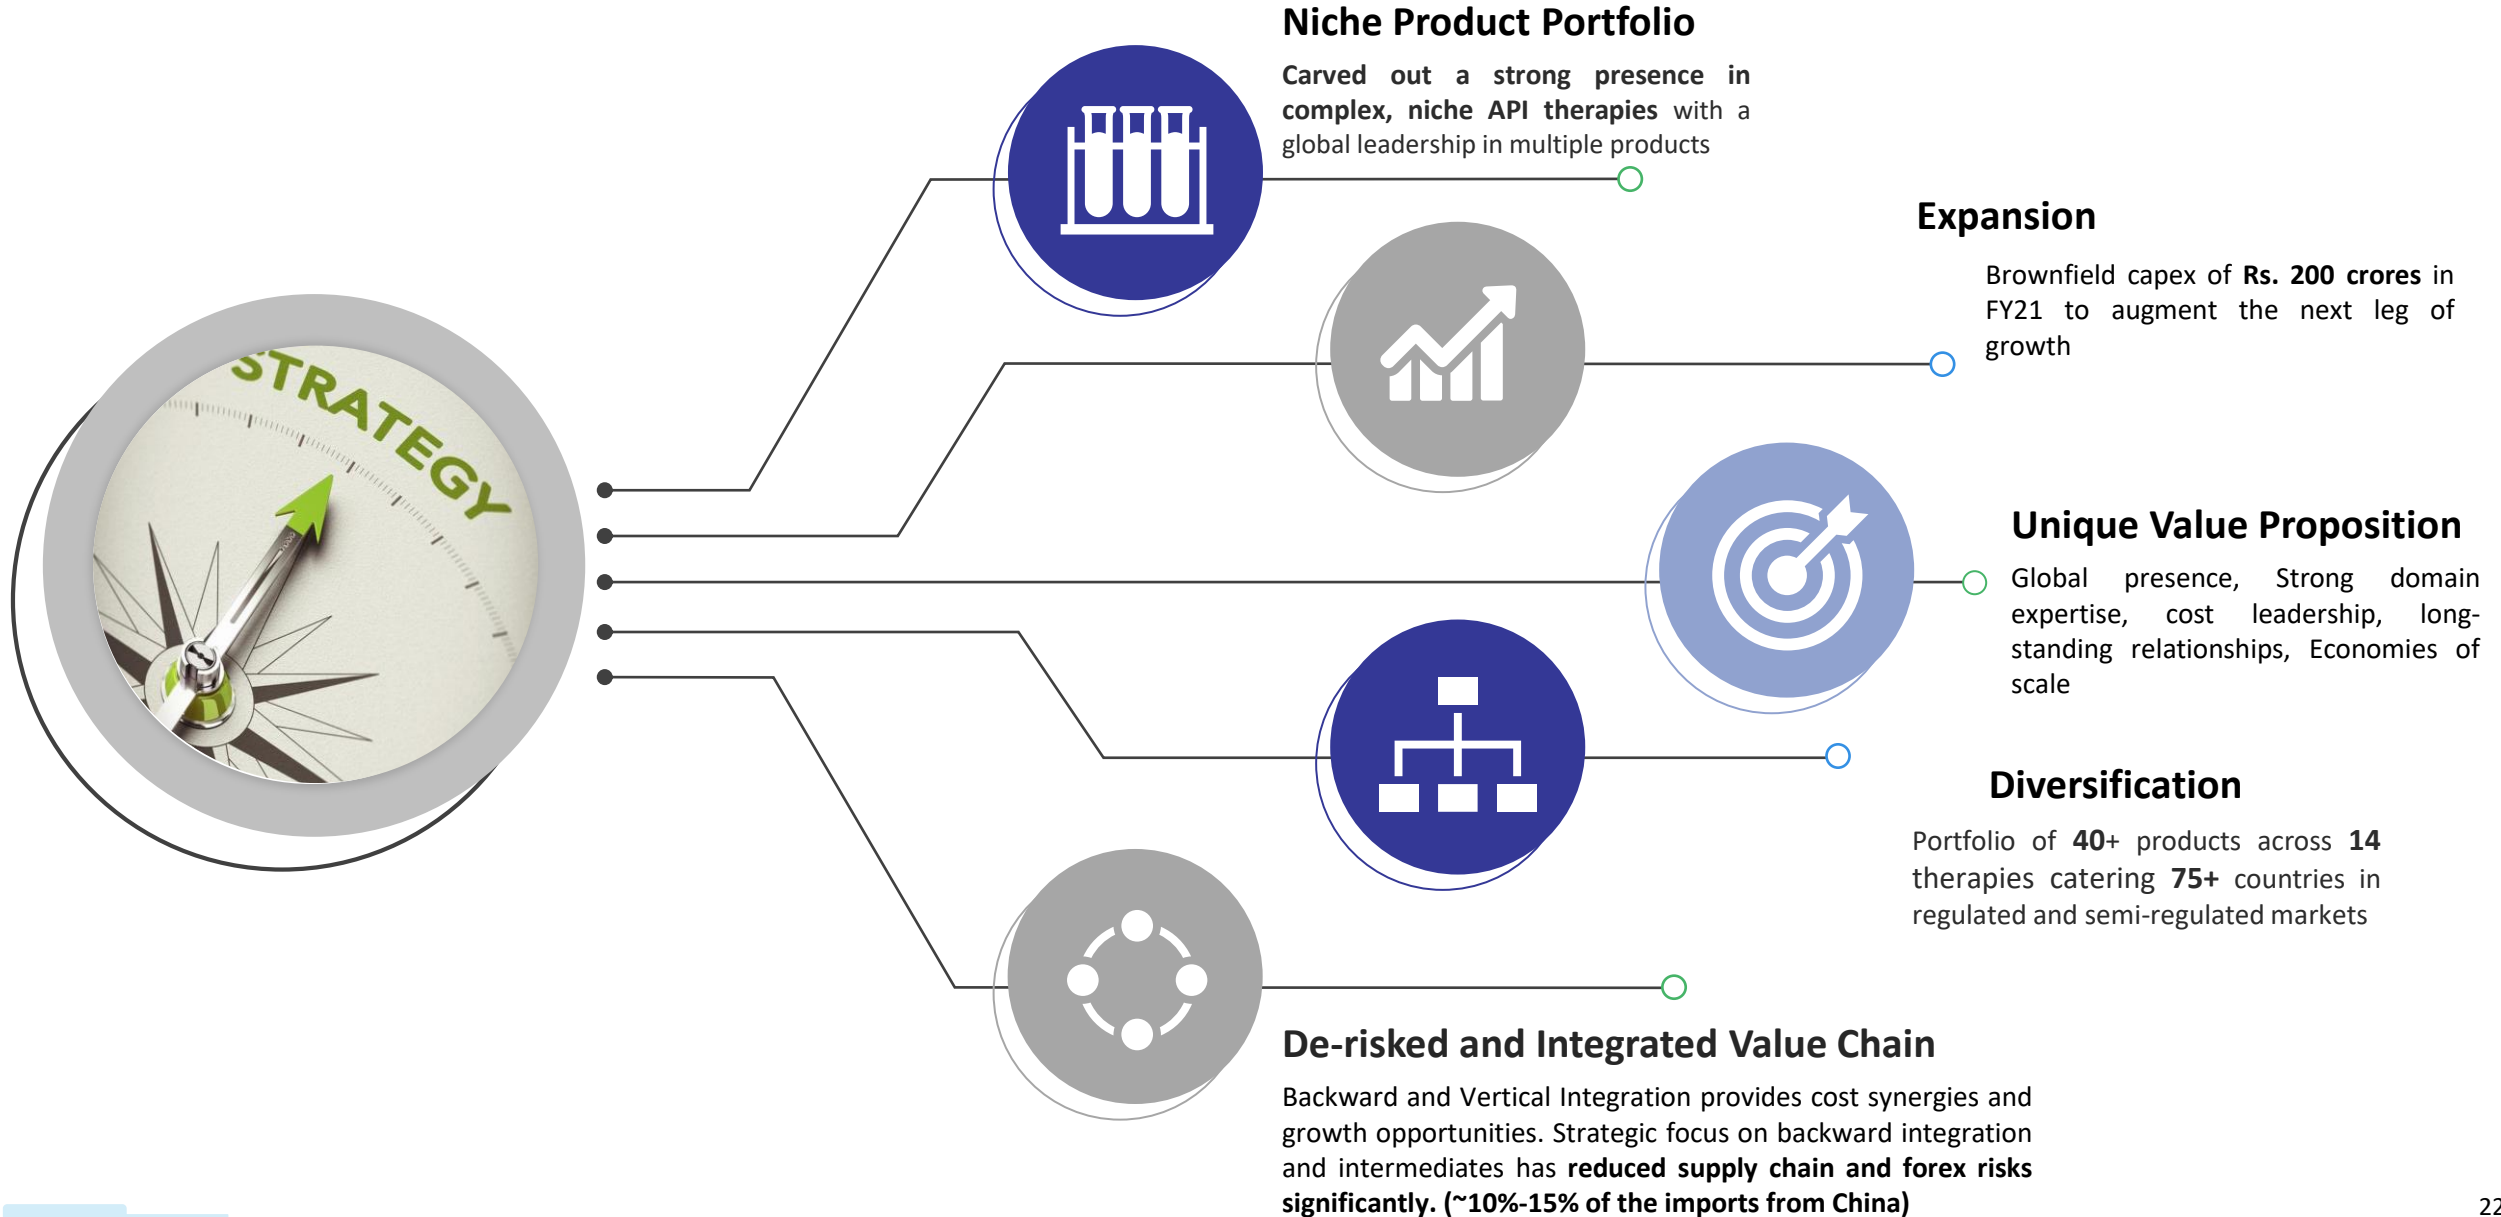 Niche Product Portfolio
Carved out a strong presence in
complex, niche API therapies with a
global leadership in multiple products
Expansion
Brownfield capex of Rs. 200 crores in
FY21 to augment the next leg of
growth
STRATEGY
Unique Value Proposition
Global presence, Strong domain
expertise, cost leadership, long-
standing relationships, Economies of
scale
Diversification
Portfolio of 40+ products across 14
therapies catering 75+ countries in
regulated and semi-regulated markets
De-risked and Integrated Value Chain
Backward and Vertical Integration provides cost synergies and
growth opportunities. Strategic focus on backward integration
and intermediates has reduced supply chain and forex risks
significantly. (~10%-15% of the imports from China)
22